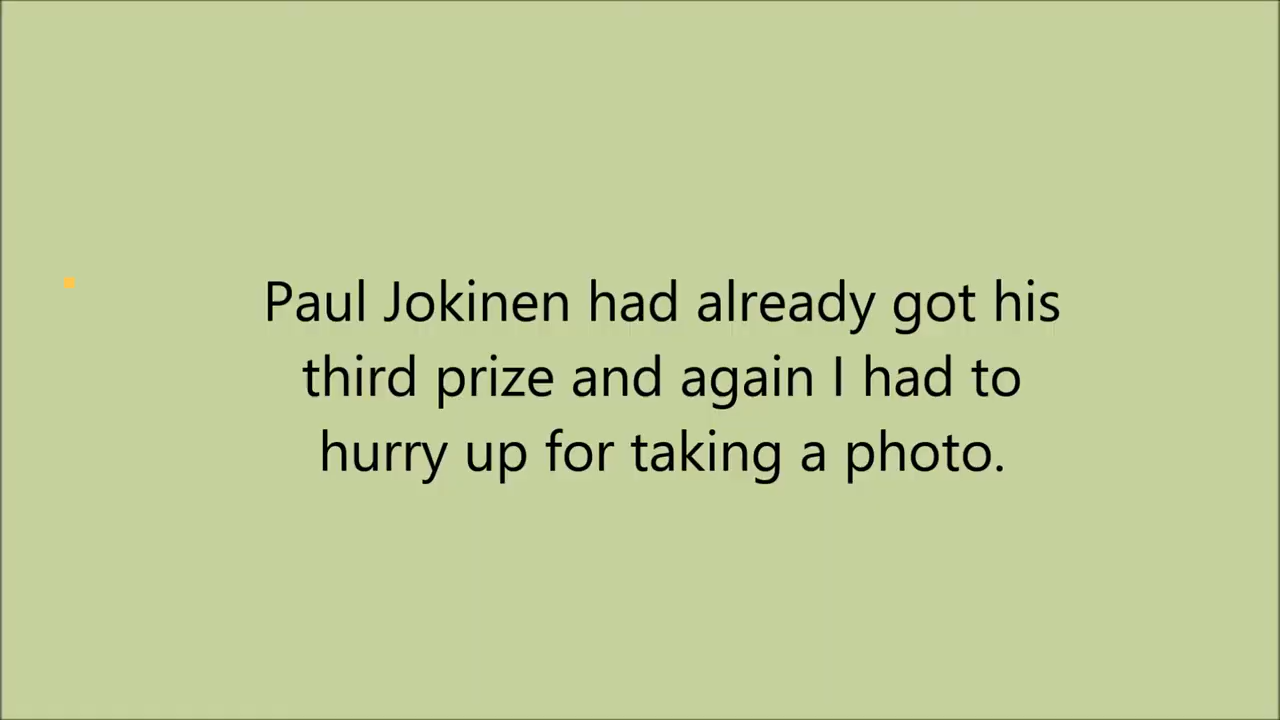 Paul Jokinen had already got his
third prize and again I had to
hurry up for taking a photo.